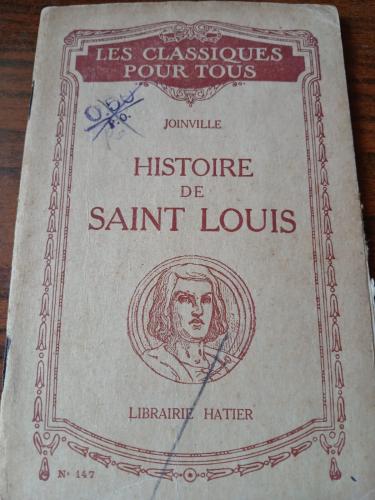 LES CLASSIQUES
POUR TOUS
JOINVILLE
HISTOIRE
DE
SAINT LOUIS
LIBRAIRIE HATIER
N° 147